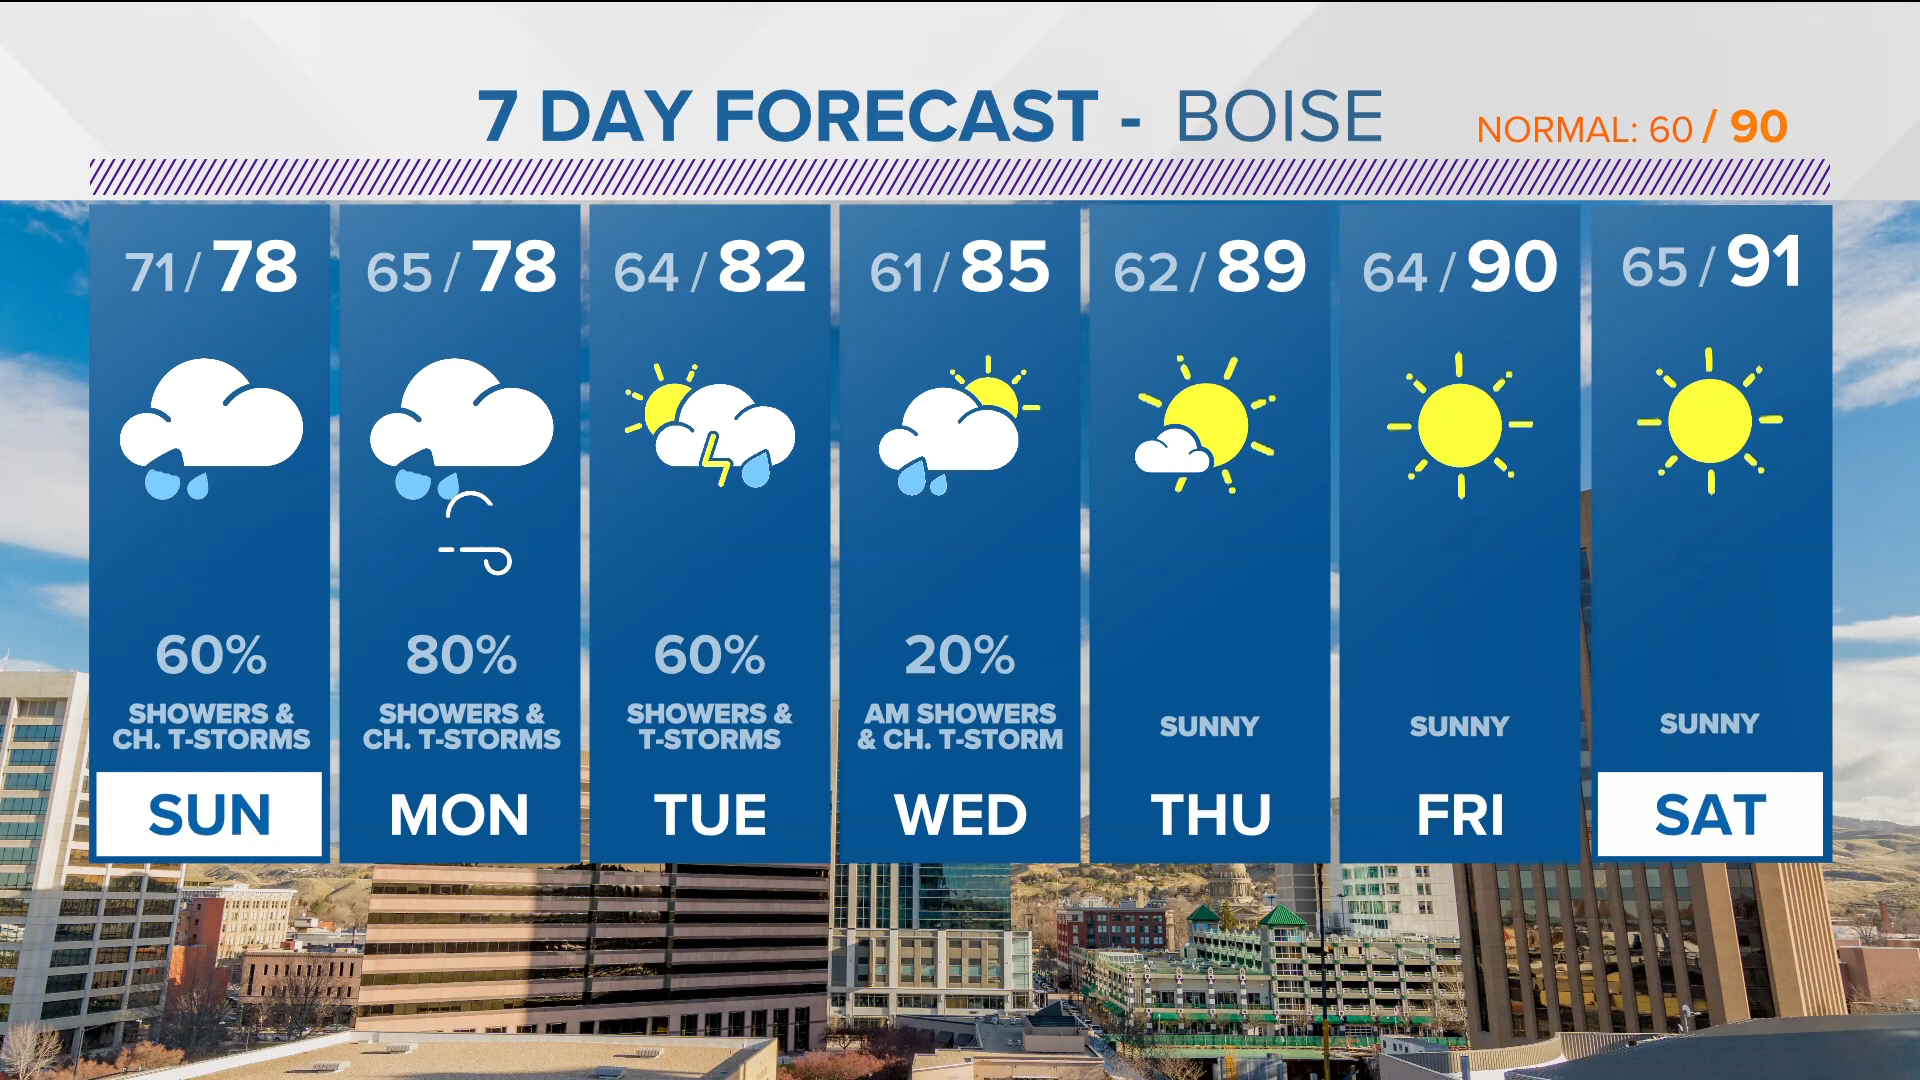 7 DAY FORECAST - BOISE
NORMAL: 60 / 90
71 / 78
60%
SHOWERS &
CH. T-STORMS
SUN
65 / 78
80%
SHOWERS &
CH. T-STORMS
MON
64 / 82
60%
SHOWERS &
T-STORMS
TUE
61 / 85
20%
AM SHOWERS
& CH. T-STORM
WED
62 / 89
SUNNY
THU
64 / 90
SUNNY
FRI
65 / 91
SUNNY
SAT